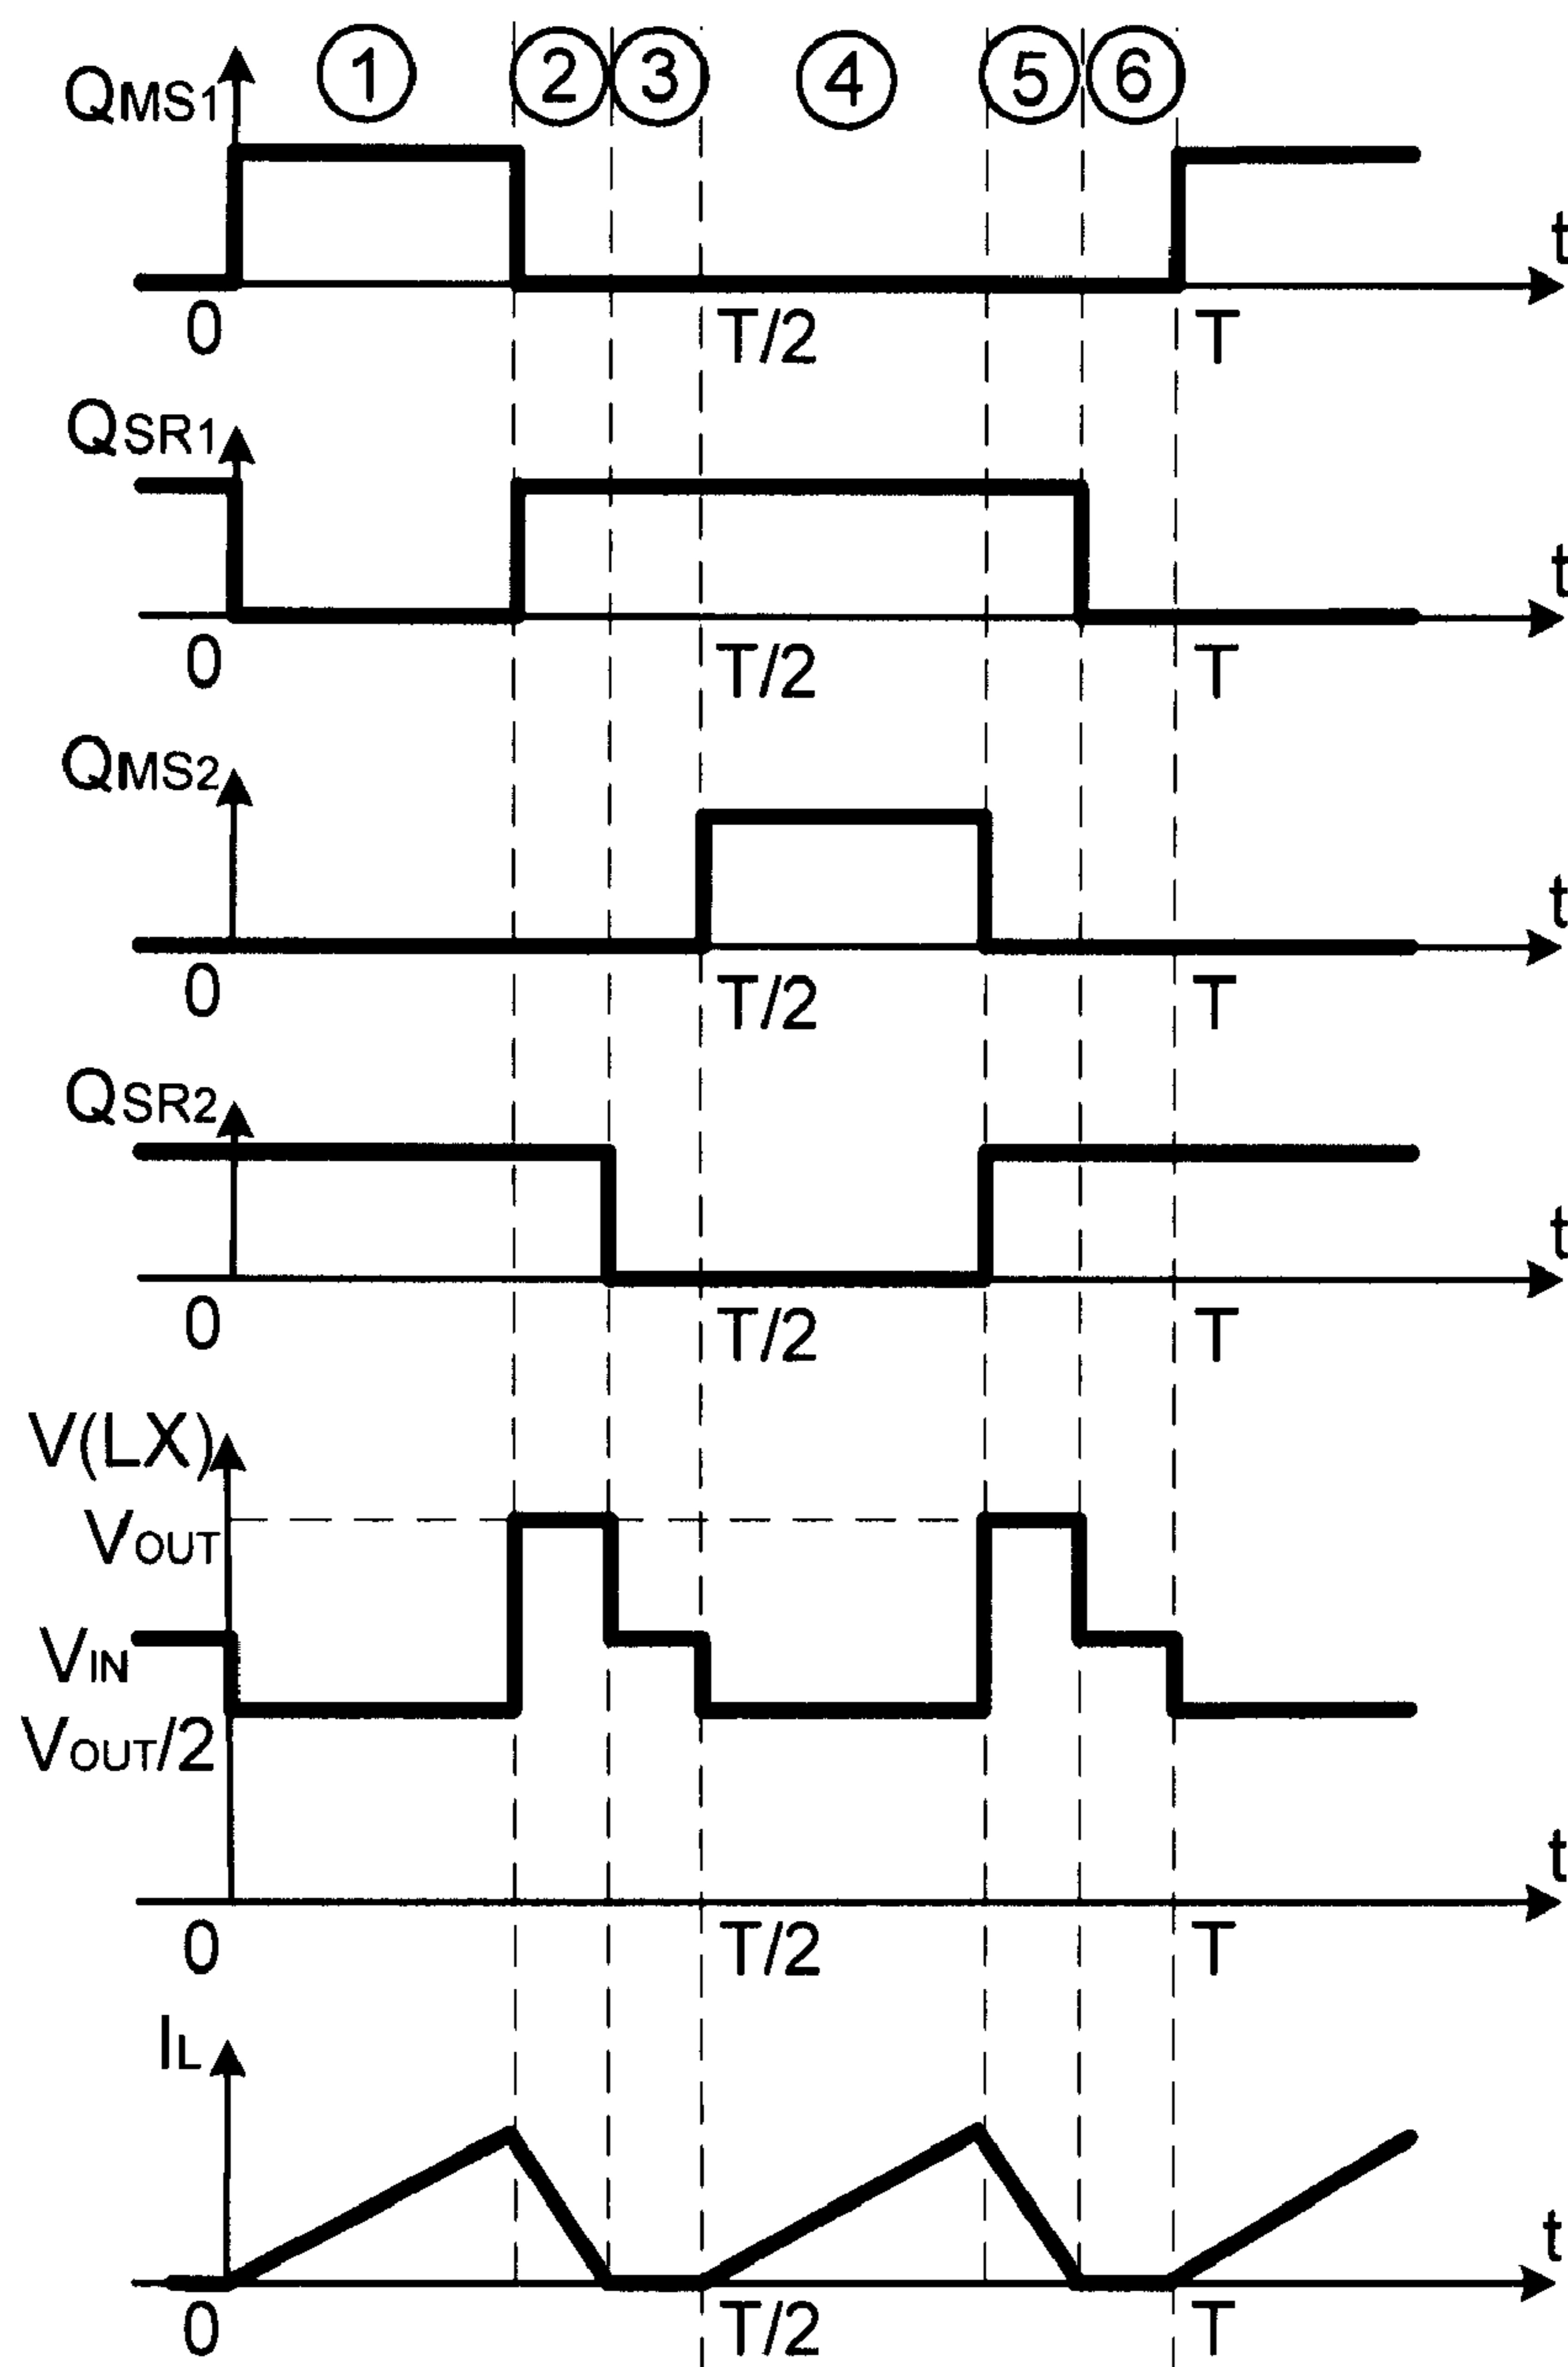 ① ② ③ ④ ⑤ ⑥
QMS1
t
0 T/2 T
QSR1
t
0 T/2 T
QMS2
t
0 T/2 T
QSR2
t
0 T/2 T
V(LX)
VOUT
VIN
VOUT/2
t
0 T/2 T
IL
t
0 T/2 T